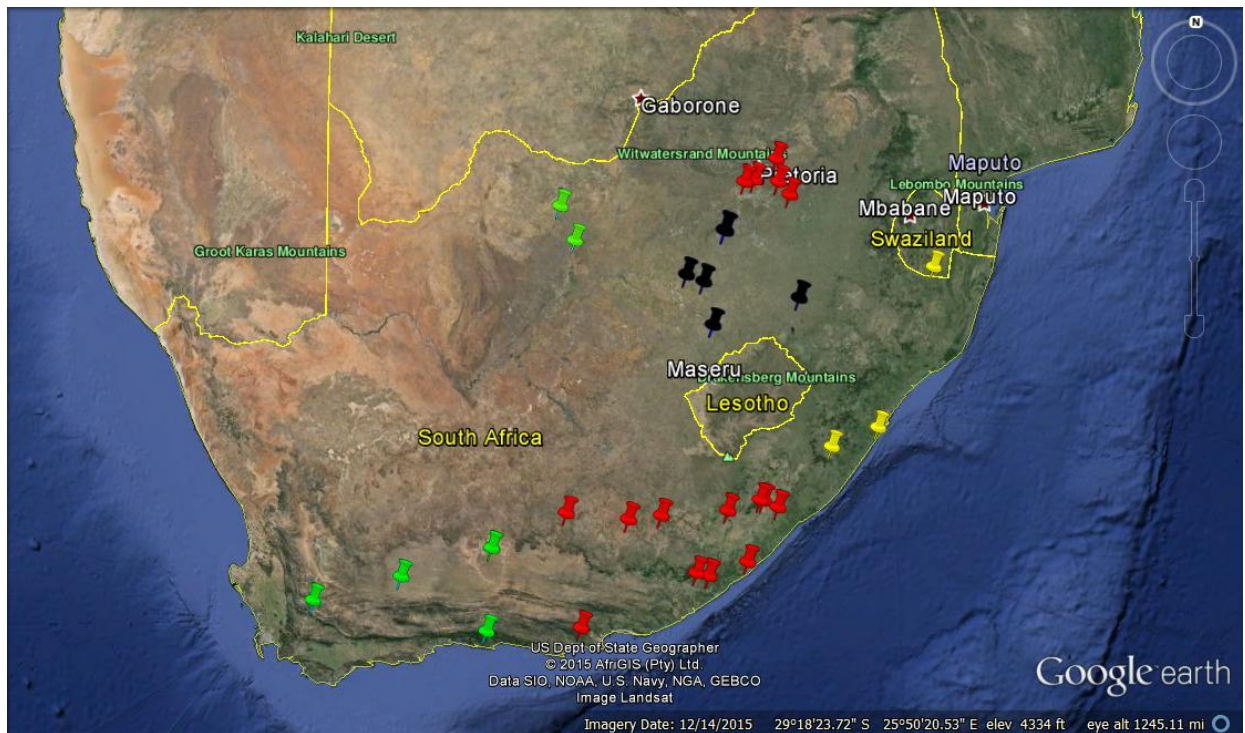 N
Kalahari Desert
Gaborone
Witwatersrand Mountains
Pretoria
Maputo
Lebombo Mountains
Maputo
Mbabane
Swaziland
Groot Karas Mountains
Maseru
Drakensberg Mountains
Lesotho
South Africa
US Dept of State Geographer
© 2015 AfriGIS (Pty) Ltd.
Data SIO, NOAA, U.S. Navy, NGA, GEBCO
Image Landsat
Google earth
Imagery Date: 12/14/2015 29°18'23.72" S 25°50'20.53" E elev 4334 ft eye alt 1245.11 mi